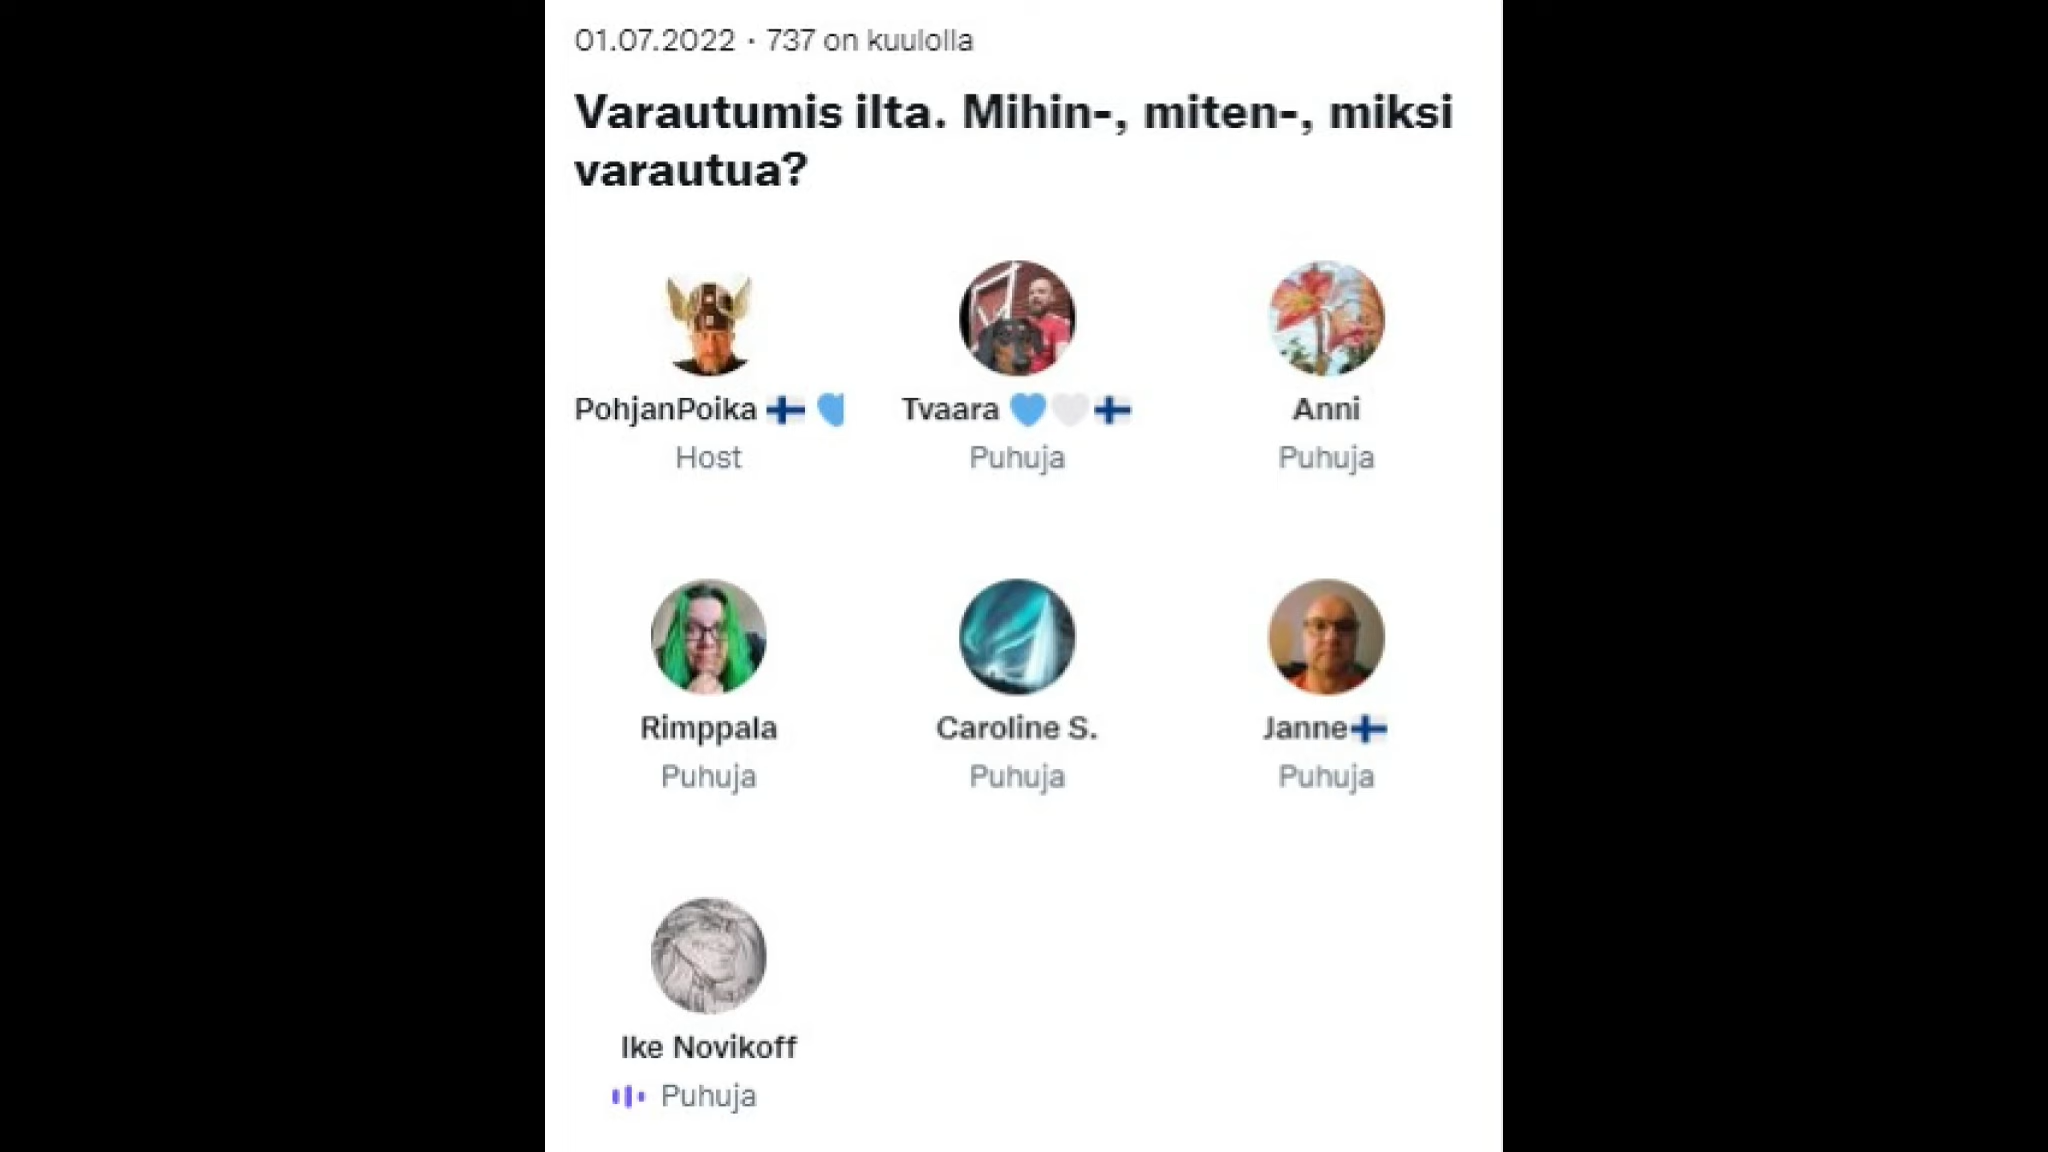 01.07.2022 · 737 on kuulolla
Varautumis ilta. Mihin-, miten-, miksi
varautua?
PohjanPoika 🇫🇮 💙
Host
Tvaara 💙🤍🇫🇮
Puhuja
Anni
Puhuja
Rimppala
Puhuja
Caroline S.
Puhuja
Janne🇫🇮
Puhuja
Ike Novikoff
Puhuja